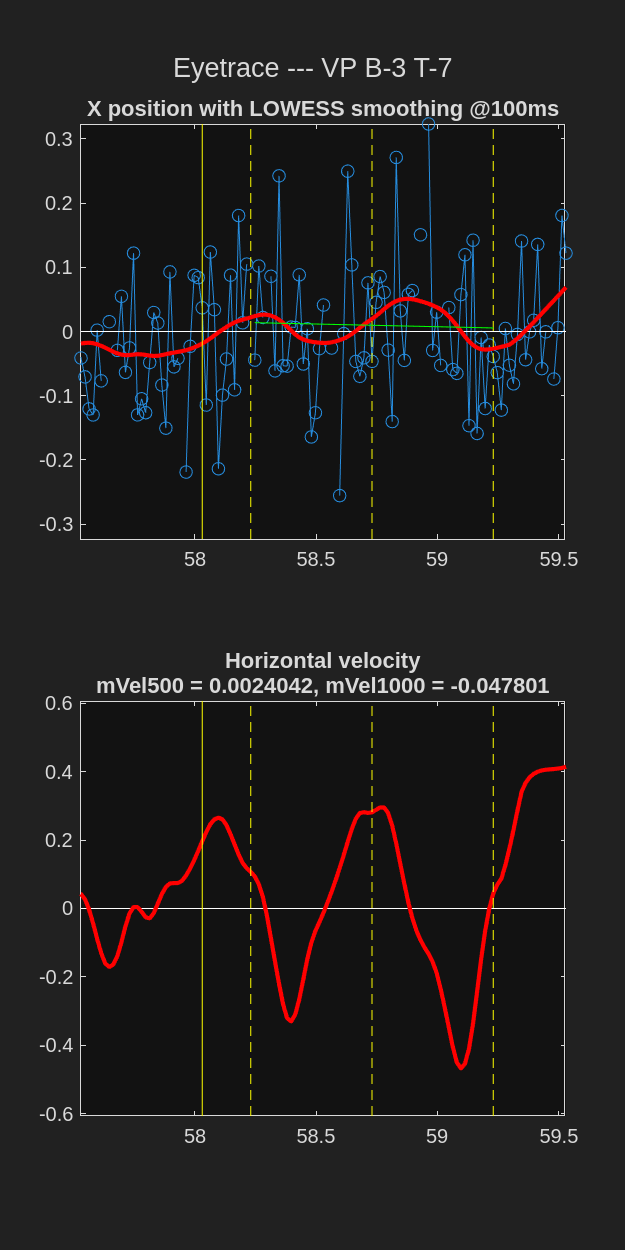 Eyetrace --- VP B-3 T-7
X position with LOWESS smoothing @100ms
0.3
0.2
0.1
0
-0.1
-0.2
-0.3
58 58.5 59 59.5
Horizontal velocity
mVel500 = 0.0024042, mVel1000 = -0.047801
0.6
0.4
0.2
0
-0.2
-0.4
-0.6
58 58.5 59 59.5